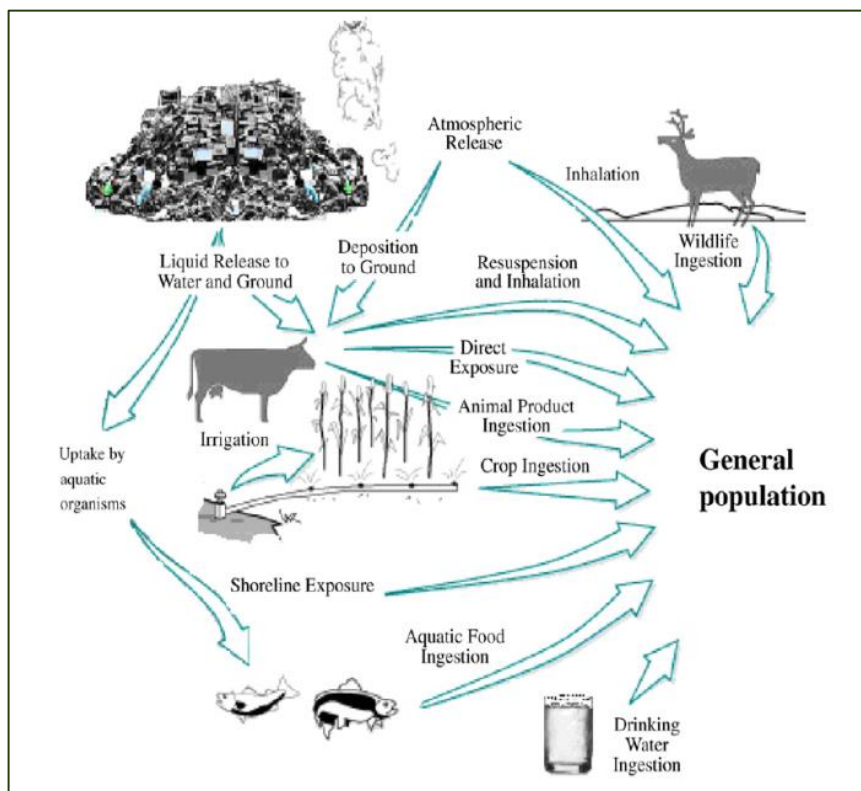 Atmospheric
Release
Inhalation
Wildlife
Ingestion
Liquid Release to
Water and Ground
Deposition
to Ground
Resuspension
and Inhalation
Direct
Exposure
Animal Product
Ingestion
Irrigation
Crop Ingestion
Uptake by
aquatic
organisms
General
population
Shoreline Exposure
Aquatic Food
Ingestion
Drinking
Water
Ingestion